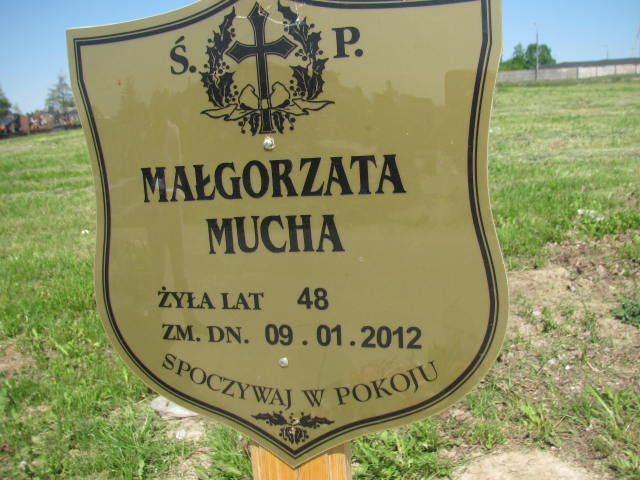 Ś. P.
MAŁGORZATA
MUCHA
ŻYŁA LAT 48
ZM. DN. 09.01.2012
SPOCZYWAJ W POKOJU